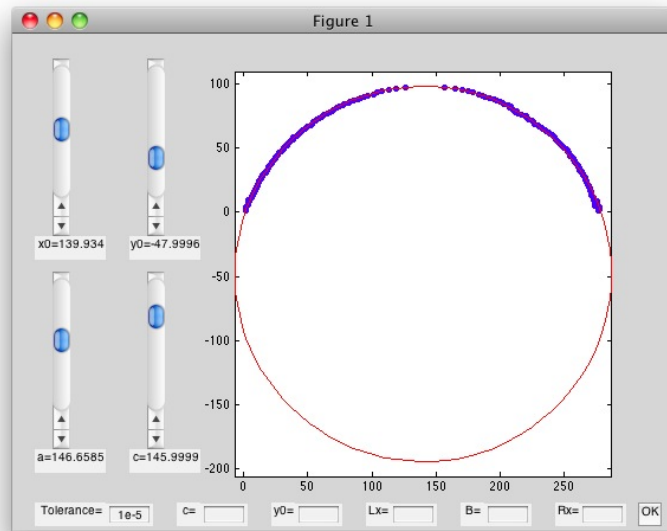 Figure 1
x0=139.934
y0=-47.9996
a=146.6585
c=145.9999
100
50
0
-50
-100
-150
-200
0 50 100 150 200 250
Tolerance= 1e-5 c= y0= Lx= B= Rx= OK